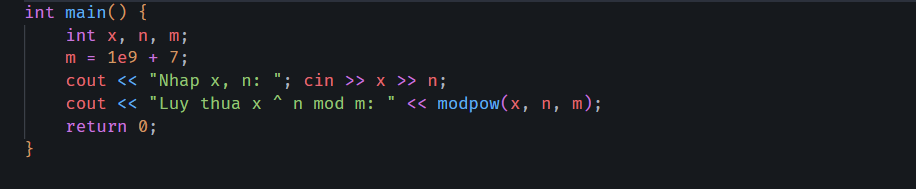 int main() {
    int x, n, m;
    m = 1e9 + 7;
    cout << "Nhap x, n: "; cin >> x >> n;
    cout << "Luy thua x ^ n mod m: " << modpow(x, n, m);
    return 0;
}